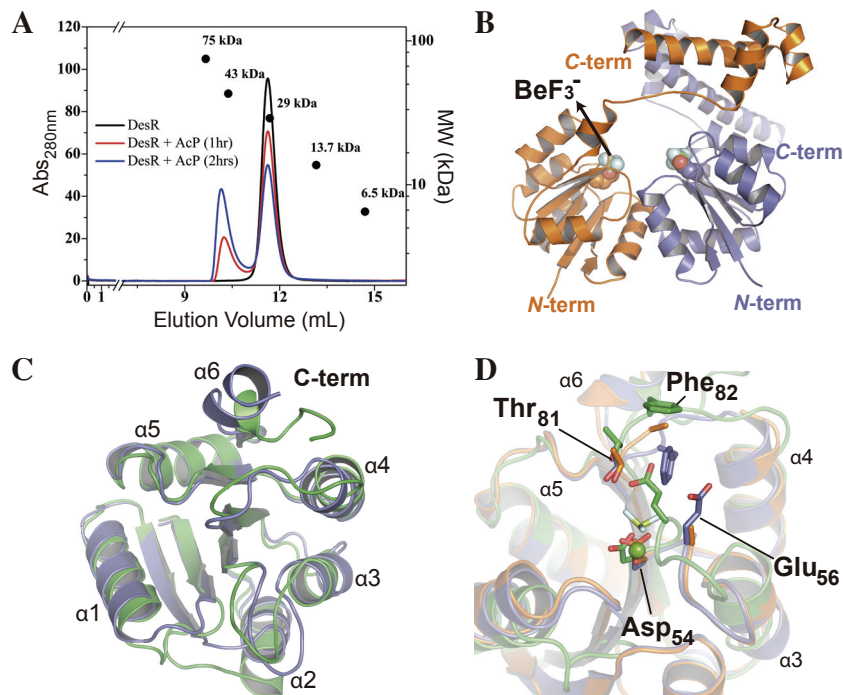 A
120
100
80
60
40
20
0
Abs280nm
0 1 9 12 15
Elution Volume (mL)
100
10
MW (kDa)
75 kDa
43 kDa
29 kDa
13.7 kDa
6.5 kDa
DesR
DesR + AcP (1hr)
DesR + AcP (2hrs)
B
C-term
BeF3-
C-term
N-term
N-term
C
α6
C-term
α5
α4
α1
α3
α2
D
α6
Phe82
Thr81
α4
α5
Glu56
Asp54
α3